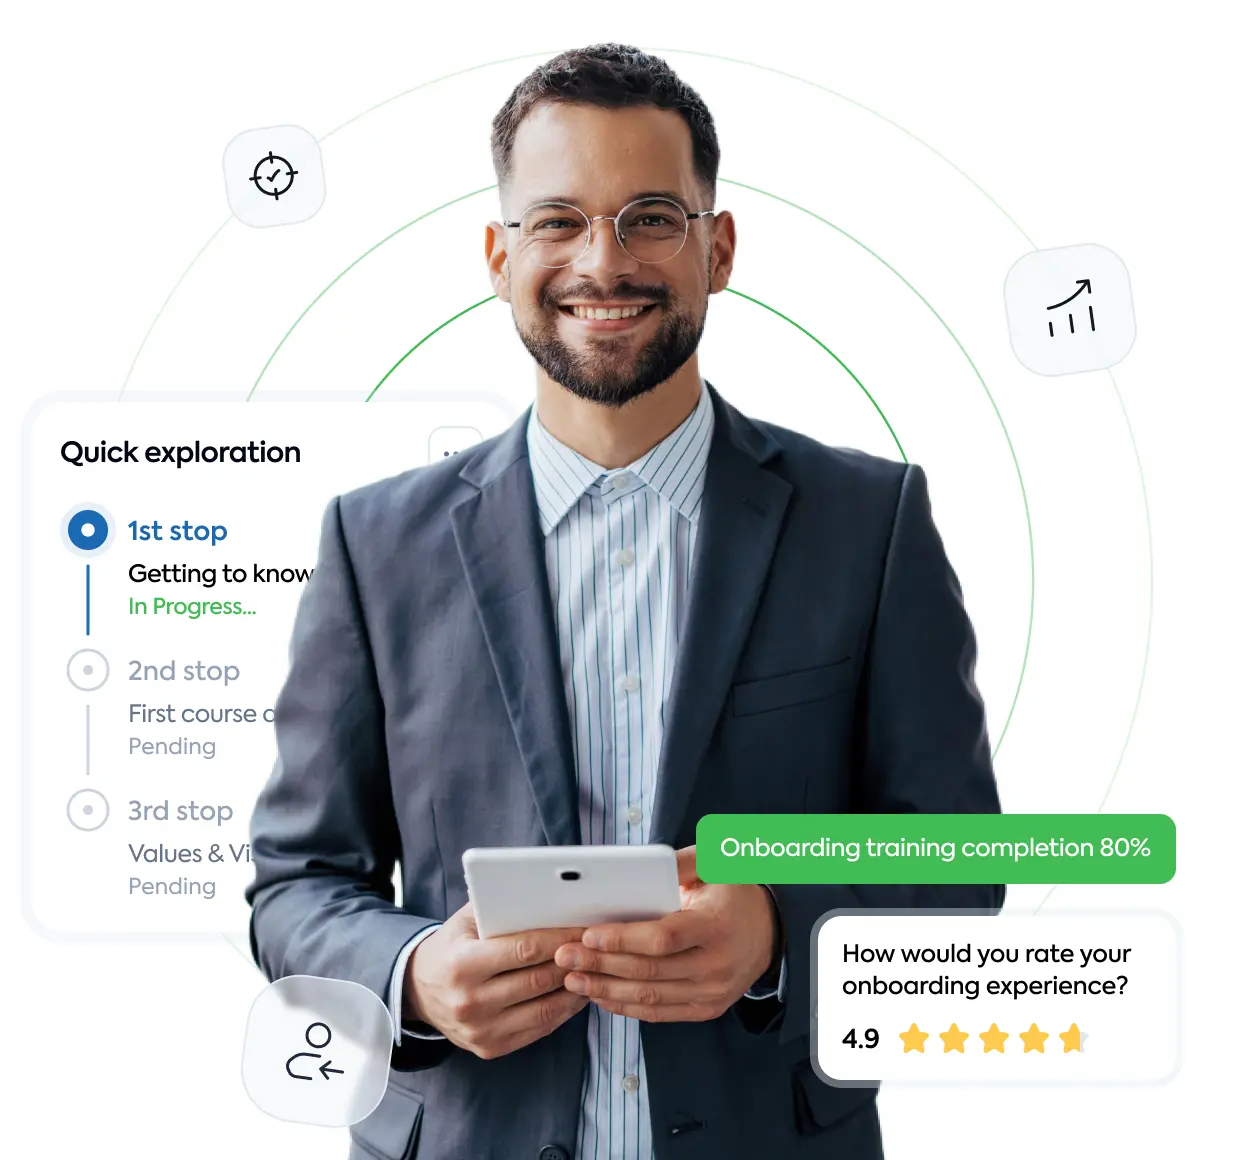 Quick exploration
1st stop
Getting to know
In Progress...
2nd stop
First course
Pending
3rd stop
Values &
Pending
Onboarding training completion 80%
How would you rate your
onboarding experience?
4.9